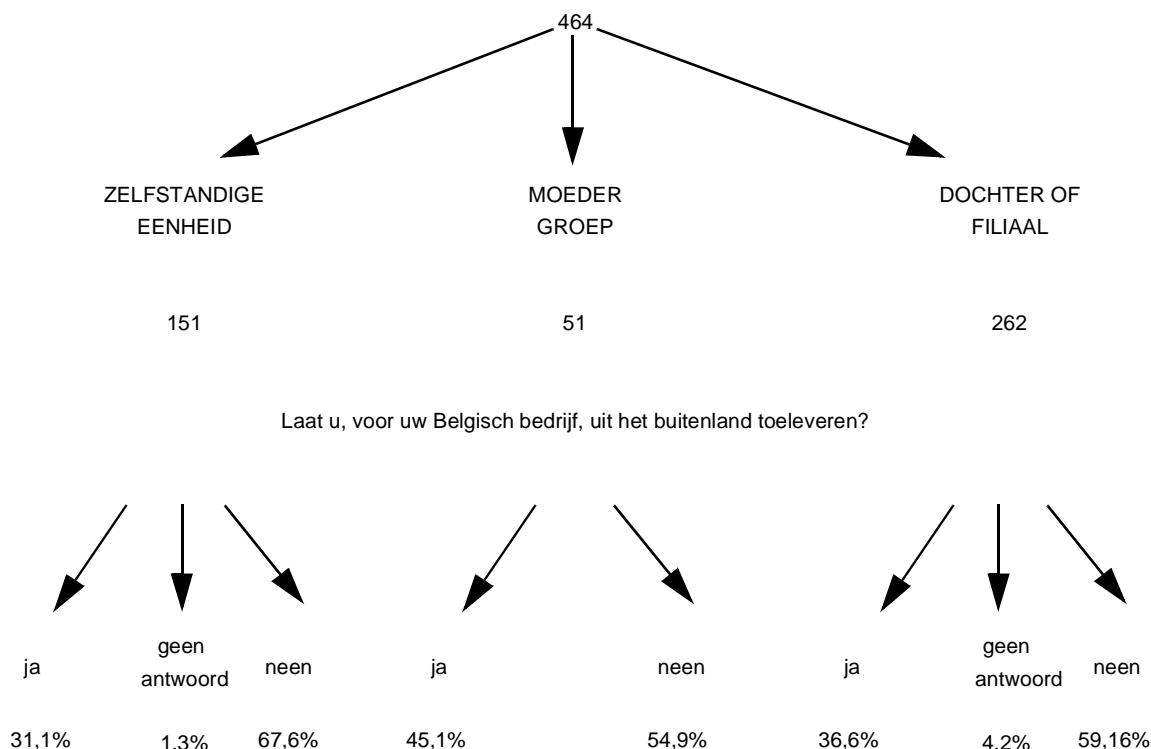 464
ZELFSTANDIGE
EENHEID
MOEDER
GROEP
DOCHTER OF
FILIAAL
151
51
262
Laat u, voor uw Belgisch bedrijf, uit het buitenland toeleveren?
ja
geen
antwoord
neen
ja
neen
ja
geen
antwoord
neen
31,1%
1,3%
67,6%
45,1%
54,9%
36,6%
4,2%
59,16%